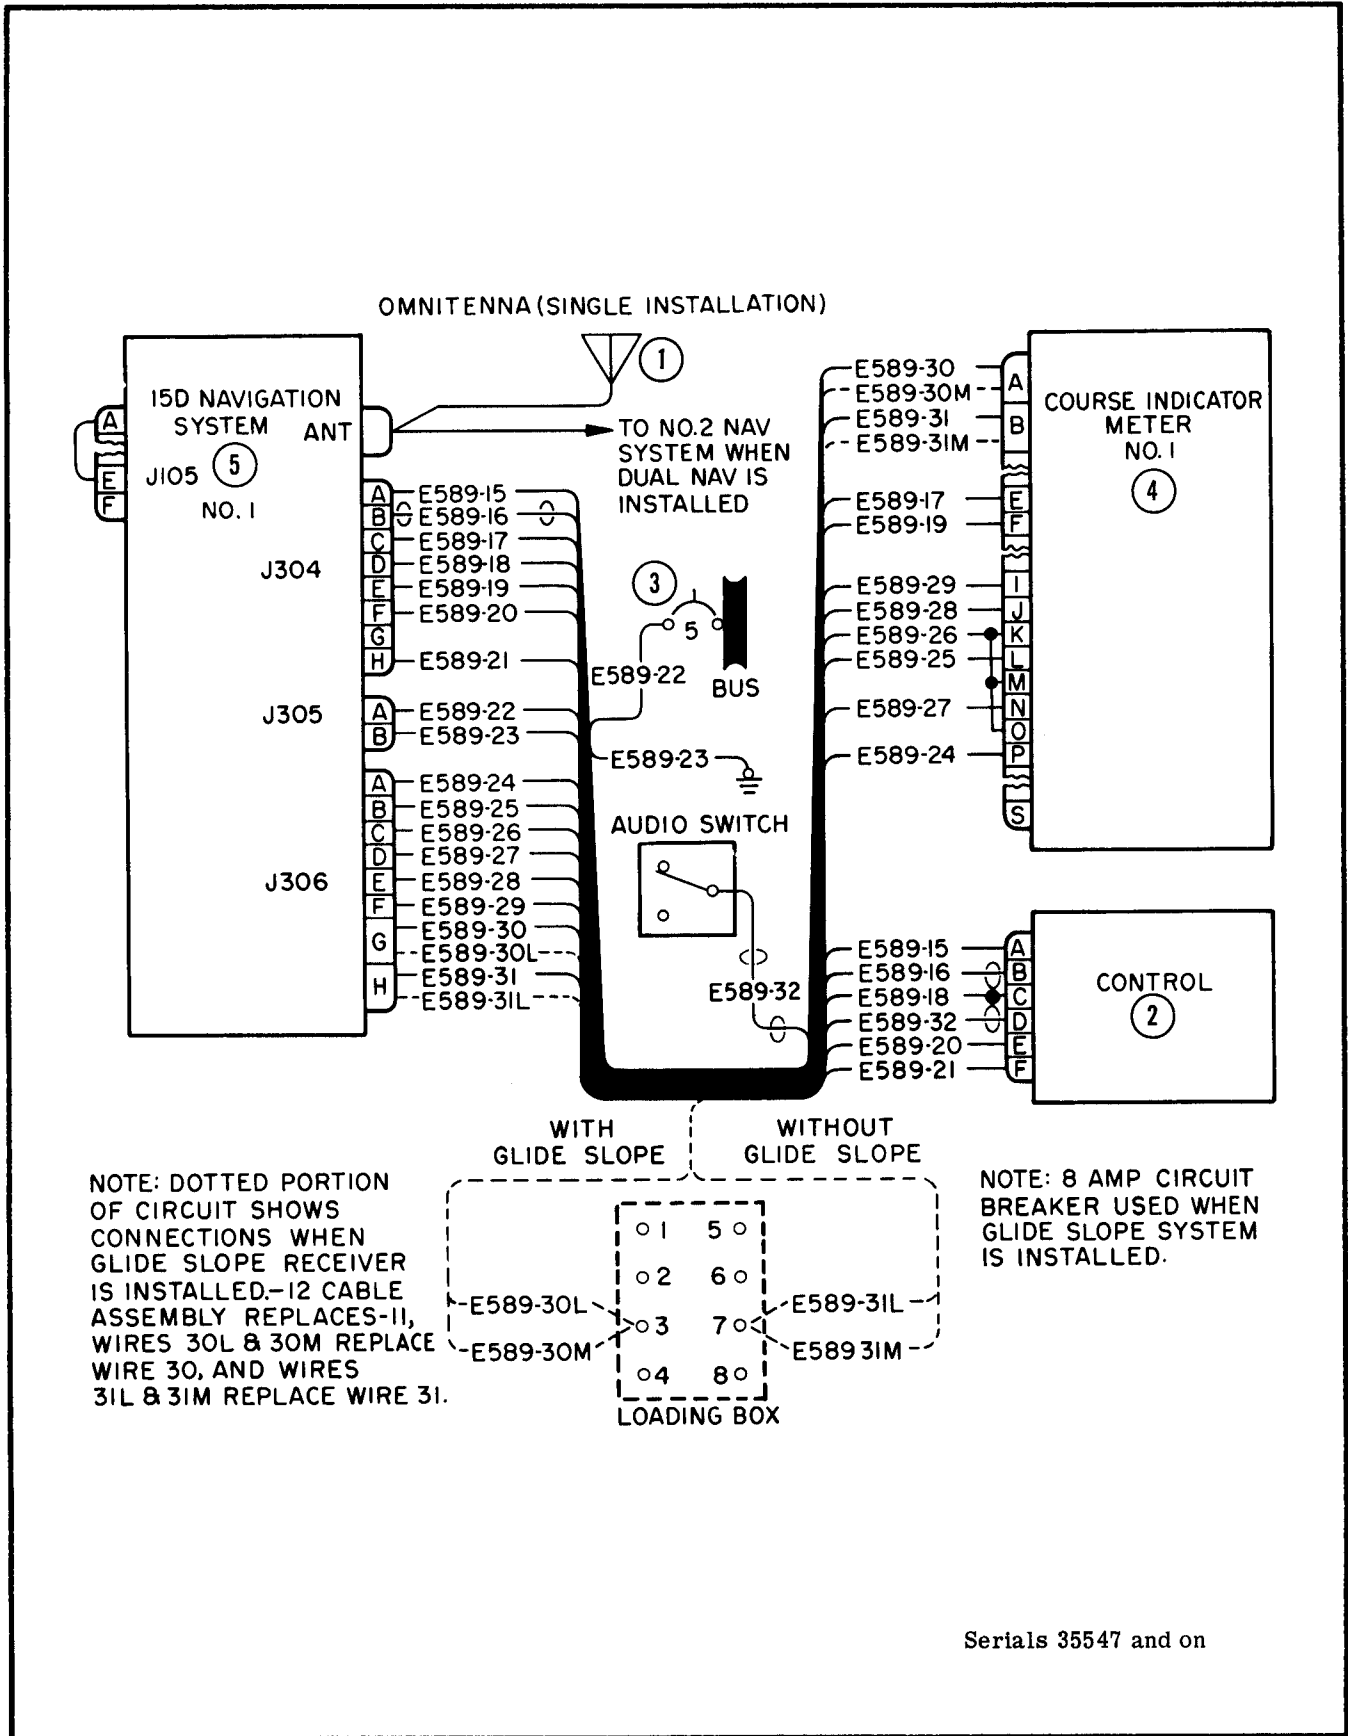 OMNITENNA (SINGLE INSTALLATION)
1
15D NAVIGATION
SYSTEM
5
NO. 1
ANT
A
E
F
J105
TO NO.2 NAV
SYSTEM WHEN
DUAL NAV IS
INSTALLED
J304
A E589-15
B E589-16
C E589-17
D E589-18
E E589-19
F E589-20
G
H E589-21
J305
A E589-22
B E589-23
J306
A E589-24
B E589-25
C E589-26
D E589-27
E E589-28
F E589-29
G E589-30
E589-30L
H E589-31
E589-31L
3
5
E589-22
BUS
E589-23
AUDIO SWITCH
E589-32
COURSE INDICATOR
METER
NO. 1
4
E589-30 A
E589-30M
E589-31 B
E589-31M
E589-17 E
E589-19 F
E589-29 I
E589-28 J
E589-26 K
E589-25 L
M
E589-27 N
O
E589-24 P
S
CONTROL
2
E589-15 A
E589-16 B
E589-18 C
E589-32 D
E589-20 E
E589-21 F
WITH
GLIDE SLOPE
WITHOUT
GLIDE SLOPE
NOTE: DOTTED PORTION
OF CIRCUIT SHOWS
CONNECTIONS WHEN
GLIDE SLOPE RECEIVER
IS INSTALLED.-12 CABLE
ASSEMBLY REPLACES-11,
WIRES 30L & 30M REPLACE
WIRE 30, AND WIRES
31L & 31M REPLACE WIRE 31.
1 5
2 6
E589-30L 3 7 E589-31L
E589-30M E589 31M
4 8
LOADING BOX
NOTE: 8 AMP CIRCUIT
BREAKER USED WHEN
GLIDE SLOPE SYSTEM
IS INSTALLED.
Serials 35547 and on